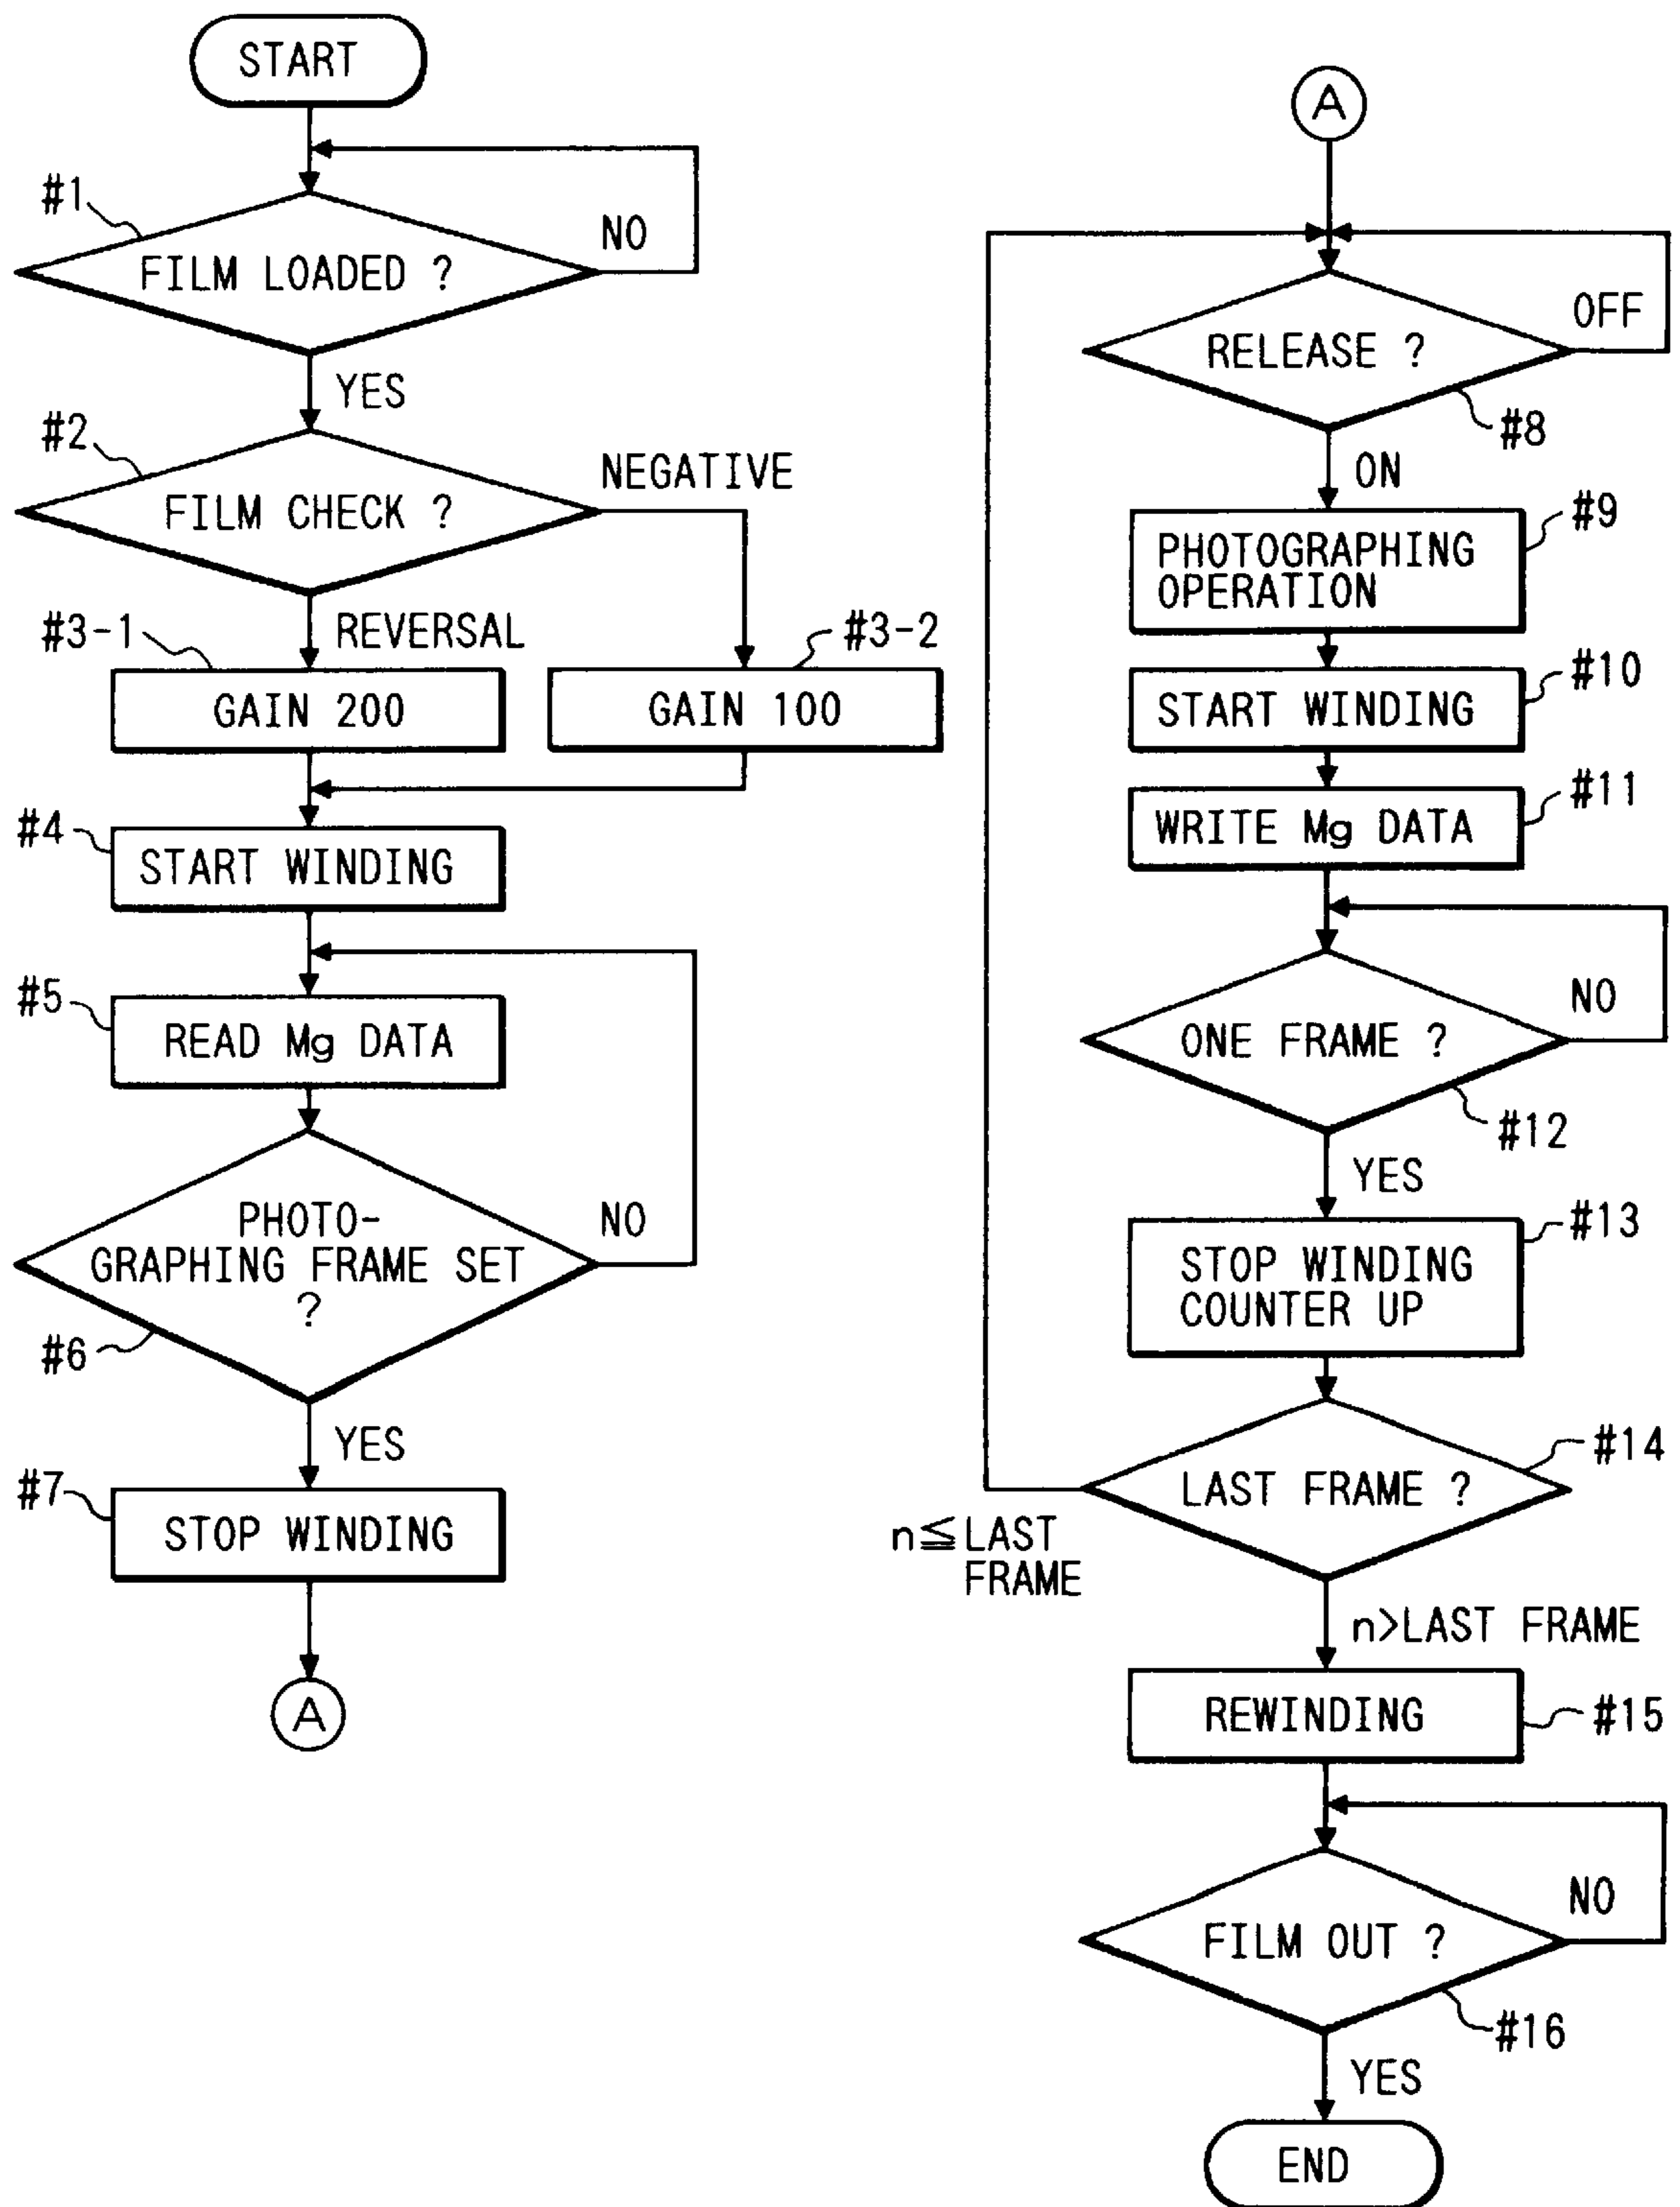 START
#1
FILM LOADED ?
NO
YES
#2
FILM CHECK ?
NEGATIVE
REVERSAL
#3-1
GAIN 200
#3-2
GAIN 100
#4
START WINDING
#5
READ Mg DATA
PHOTO-
GRAPHING FRAME SET
?
NO
#6
YES
#7
STOP WINDING
A
A
RELEASE ?
OFF
#8
ON
#9
PHOTOGRAPHING
OPERATION
#10
START WINDING
#11
WRITE Mg DATA
ONE FRAME ?
NO
#12
YES
#13
STOP WINDING
COUNTER UP
#14
LAST FRAME ?
n≦LAST
FRAME
n>LAST FRAME
REWINDING
#15
FILM OUT ?
NO
#16
YES
END